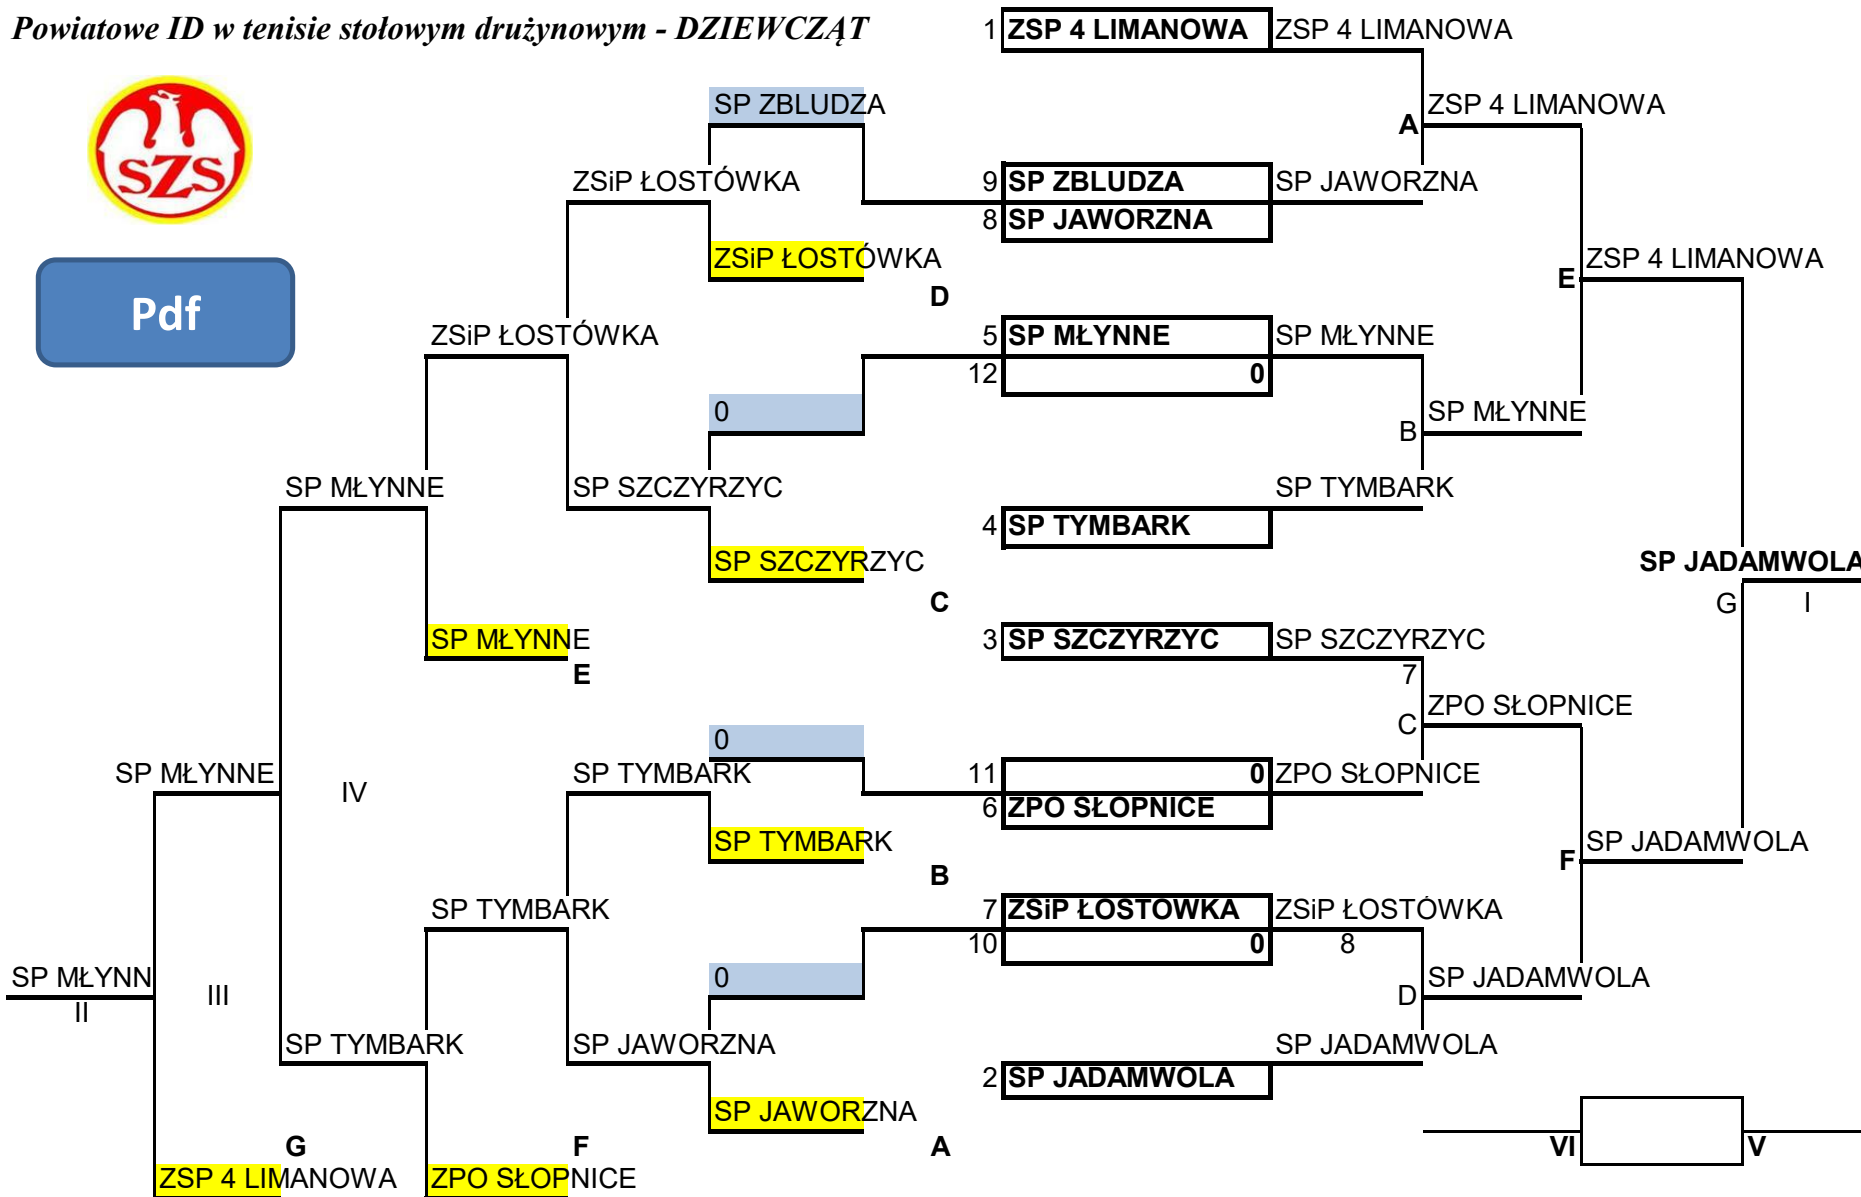 Powiatowe ID w tenisie stołowym drużynowym - DZIEWCZĄT
1 ZSP 4 LIMANOWA ZSP 4 LIMANOWA
SP ZBLUDZA ZSP 4 LIMANOWA
A
SZS
ZSiP ŁOSTÓWKA 9 SP ZBLUDZA SP JAWORZNA
8 SP JAWORZNA
ZSiP ŁOSTÓWKA E ZSP 4 LIMANOWA
D
Pdf
ZSiP ŁOSTÓWKA 5 SP MŁYNNE SP MŁYNNE
12 0
0 SP MŁYNNE
B
SP MŁYNNE SP SZCZYRZYC SP TYMBARK
4 SP TYMBARK
SP SZCZYRZYC SP JADAMWOLA
C G I
SP MŁYNNE 3 SP SZCZYRZYC SP SZCZYRZYC
E 7
ZPO SŁOPNICE
0 C
SP MŁYNNE IV SP TYMBARK 11 0 ZPO SŁOPNICE
6 ZPO SŁOPNICE
SP TYMBARK F SP JADAMWOLA
B
SP TYMBARK 7 ZSiP ŁOSTÓWKA ZSiP ŁOSTÓWKA
10 0 8
SP MŁYNN III 0 D SP JADAMWOLA
II
SP TYMBARK SP JAWORZNA SP JADAMWOLA
2 SP JADAMWOLA
SP JAWORZNA
G F A VI V
ZSP 4 LIMANOWA ZPO SŁOPNICE